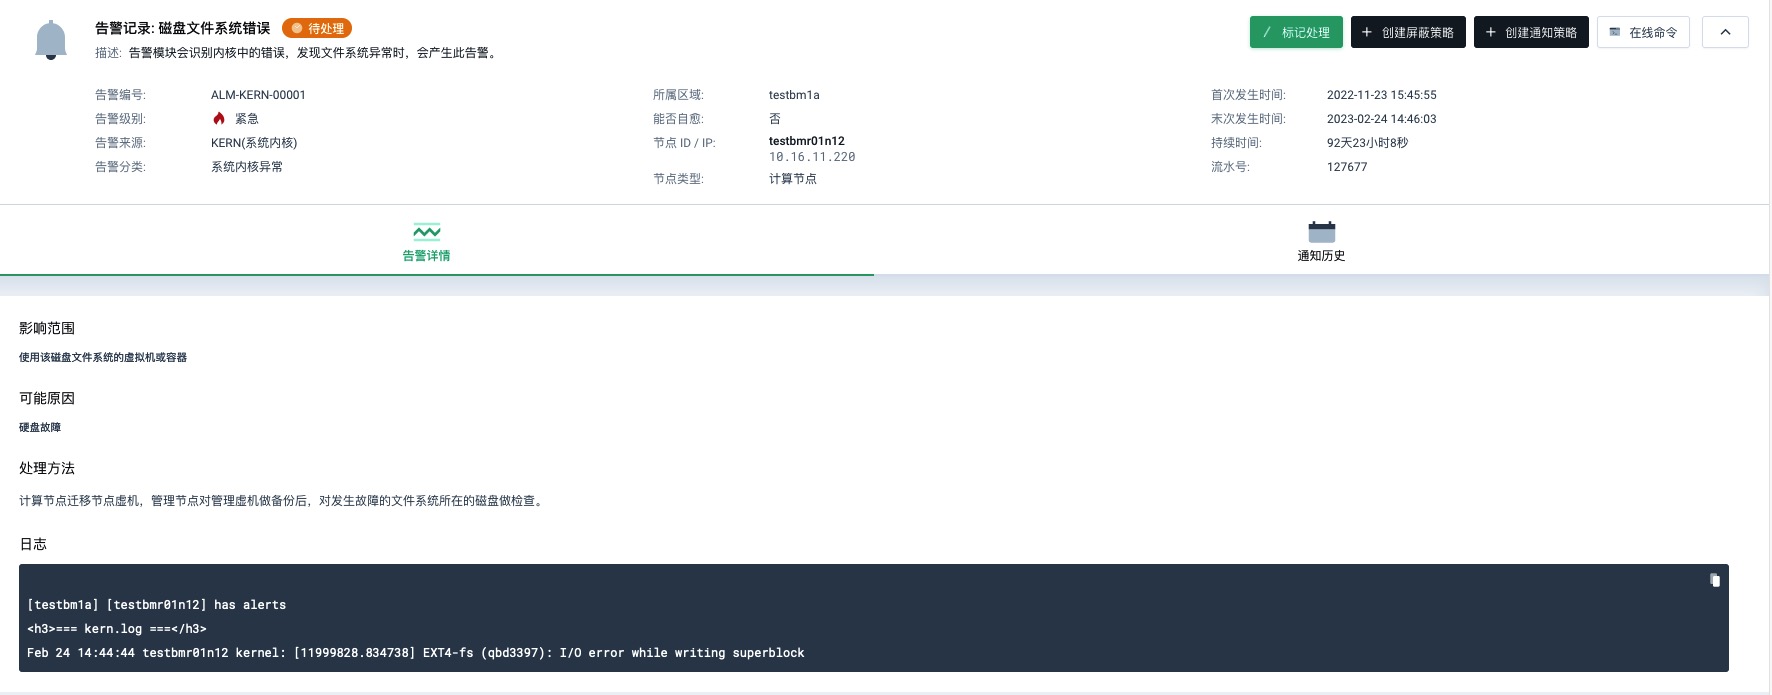 告警记录: 磁盘文件系统错误 待处理
标记处理 创建屏蔽策略 创建通知策略 在线命令
描述: 告警模块会识别内核中的错误，发现文件系统异常时，会产生此告警。
告警编号: ALM-KERN-00001
告警级别: 紧急
告警来源: KERN(系统内核)
告警分类: 系统内核异常
所属区域: testbm1a
能否自愈: 否
节点 ID / IP: testbmr01n12
10.16.11.220
节点类型: 计算节点
首次发生时间: 2022-11-23 15:45:55
末次发生时间: 2023-02-24 14:46:03
持续时间: 92天23小时8秒
流水号: 127677
告警详情
通知历史
影响范围
使用该磁盘文件系统的虚拟机或容器
可能原因
硬盘故障
处理方法
计算节点迁移节点虚机，管理节点对管理虚机做备份后，对发生故障的文件系统所在的磁盘做检查。
日志
[testbm1a] [testbmr01n12] has alerts
<h3>=== kern.log ===</h3>
Feb 24 14:44:44 testbmr01n12 kernel: [11999828.834738] EXT4-fs (qbd3397): I/O error while writing superblock